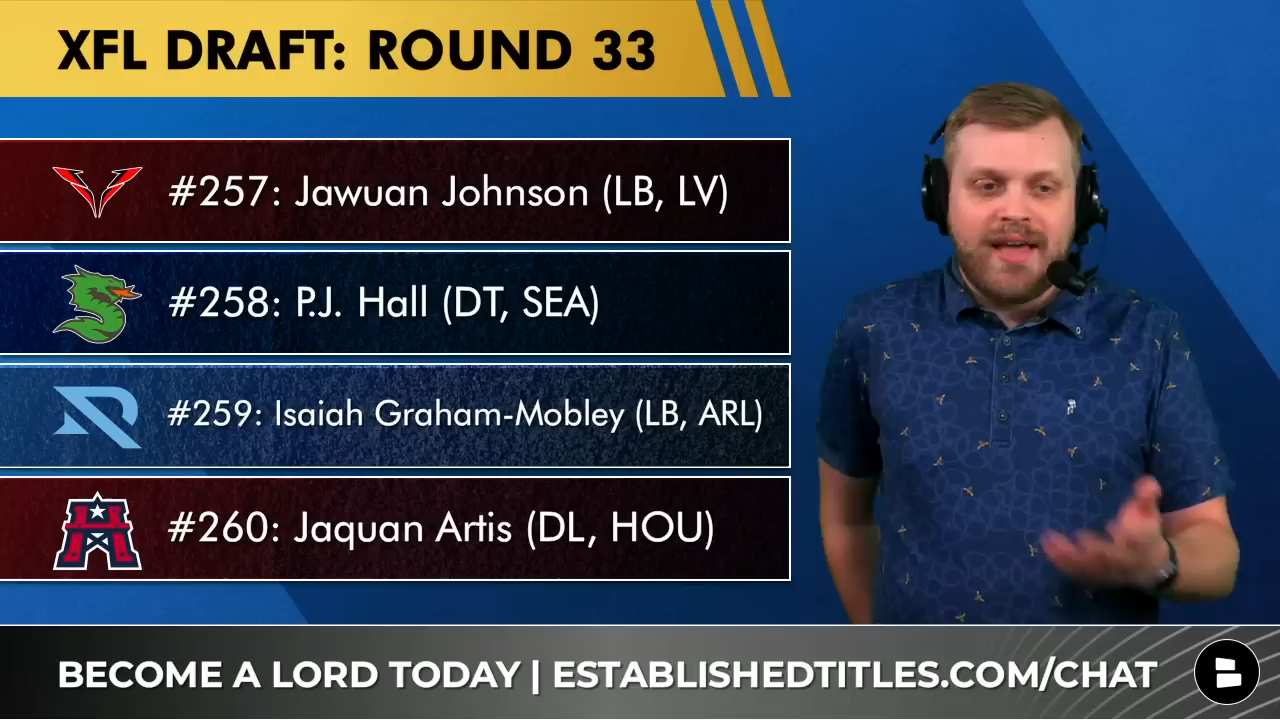 XFL DRAFT: ROUND 33
#257: Jawuan Johnson (LB, LV)
#258: P.J. Hall (DT, SEA)
#259: Isaiah Graham-Mobley (LB, ARL)
#260: Jaquan Artis (DL, HOU)
BECOME A LORD TODAY | ESTABLISHEDTITLES.COM/CHAT